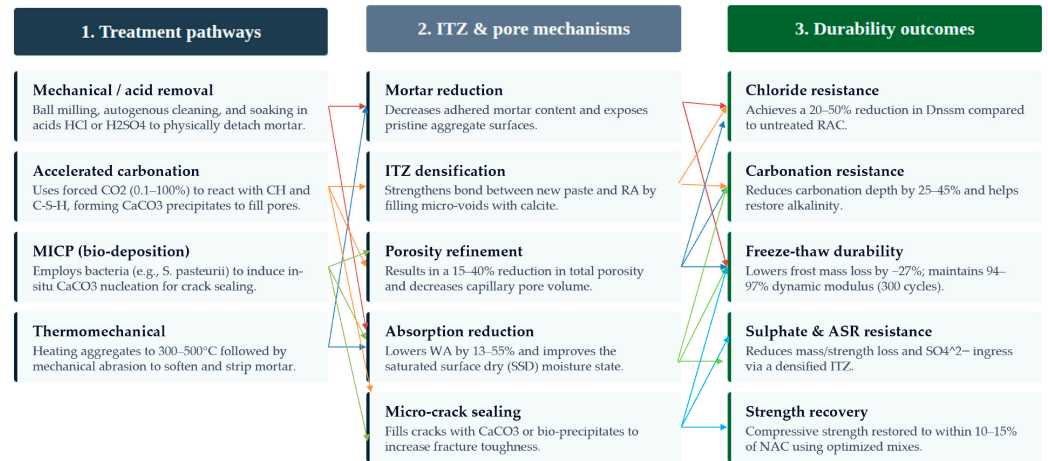 1. Treatment pathways
Mechanical / acid removal
Ball milling, autogenous cleaning, and soaking in
acids HCl or H2SO4 to physically detach mortar.
Accelerated carbonation
Uses forced CO2 (0.1–100%) to react with CH and
C-S-H, forming CaCO3 precipitates to fill pores.
MICP (bio-deposition)
Employs bacteria (e.g., S. pasteurii) to induce in-
situ CaCO3 nucleation for crack sealing.
Thermomechanical
Heating aggregates to 300–500°C followed by
mechanical abrasion to soften and strip mortar.
2. ITZ & pore mechanisms
Mortar reduction
Decreases adhered mortar content and exposes
pristine aggregate surfaces.
ITZ densification
Strengthens bond between new paste and RA by
filling micro-voids with calcite.
Porosity refinement
Results in a 15–40% reduction in total porosity
and decreases capillary pore volume.
Absorption reduction
Lowers WA by 13–55% and improves the
saturated surface dry (SSD) moisture state.
Micro-crack sealing
Fills cracks with CaCO3 or bio-precipitates to
increase fracture toughness.
3. Durability outcomes
Chloride resistance
Achieves a 20–50% reduction in Dnssm compared
to untreated RAC.
Carbonation resistance
Reduces carbonation depth by 25–45% and helps
restore alkalinity.
Freeze-thaw durability
Lowers frost mass loss by ~27%; maintains 94–
97% dynamic modulus (300 cycles).
Sulphate & ASR resistance
Reduces mass/strength loss and SO4^2− ingress
via a densified ITZ.
Strength recovery
Compressive strength restored to within 10–15%
of NAC using optimized mixes.